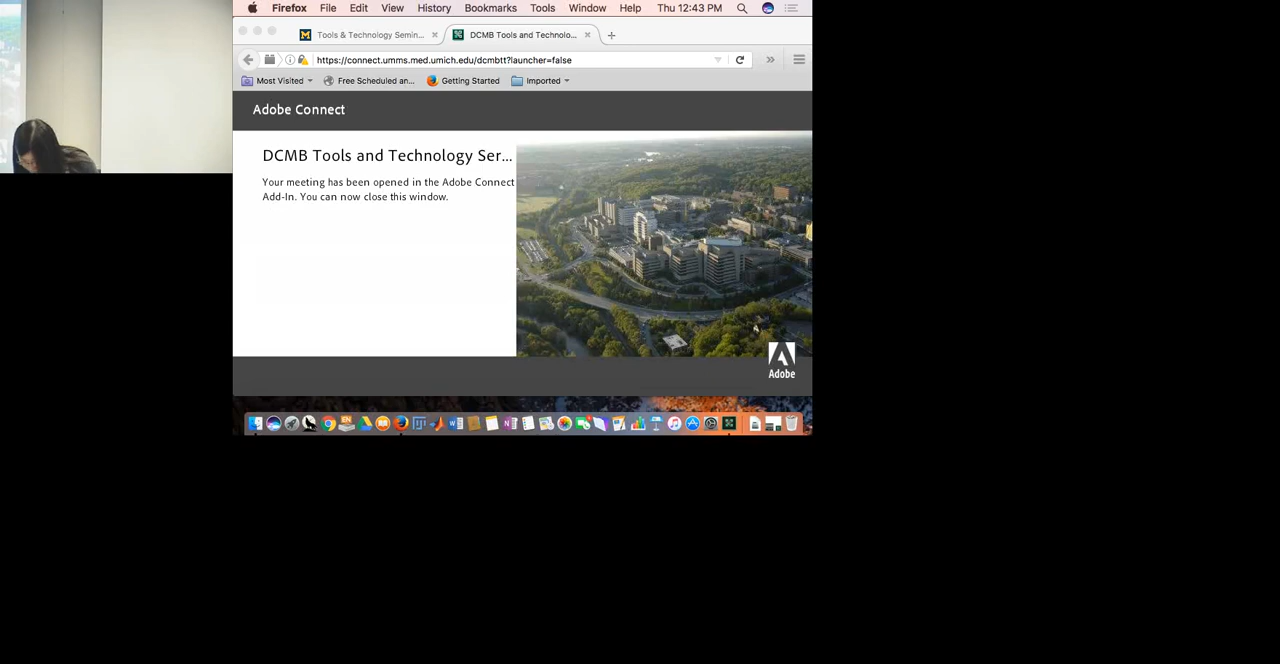 Firefox File Edit View History Bookmarks Tools Window Help Thu 12:43 PM
Tools & Technology Semin... DCMB Tools and Technolo...
https://connect.umms.med.umich.edu/dcmbtt?launcher=false
Most Visited Free Scheduled an... Getting Started Imported
Adobe Connect
DCMB Tools and Technology Ser...
Your meeting has been opened in the Adobe Connect
Add-In. You can now close this window.
Adobe